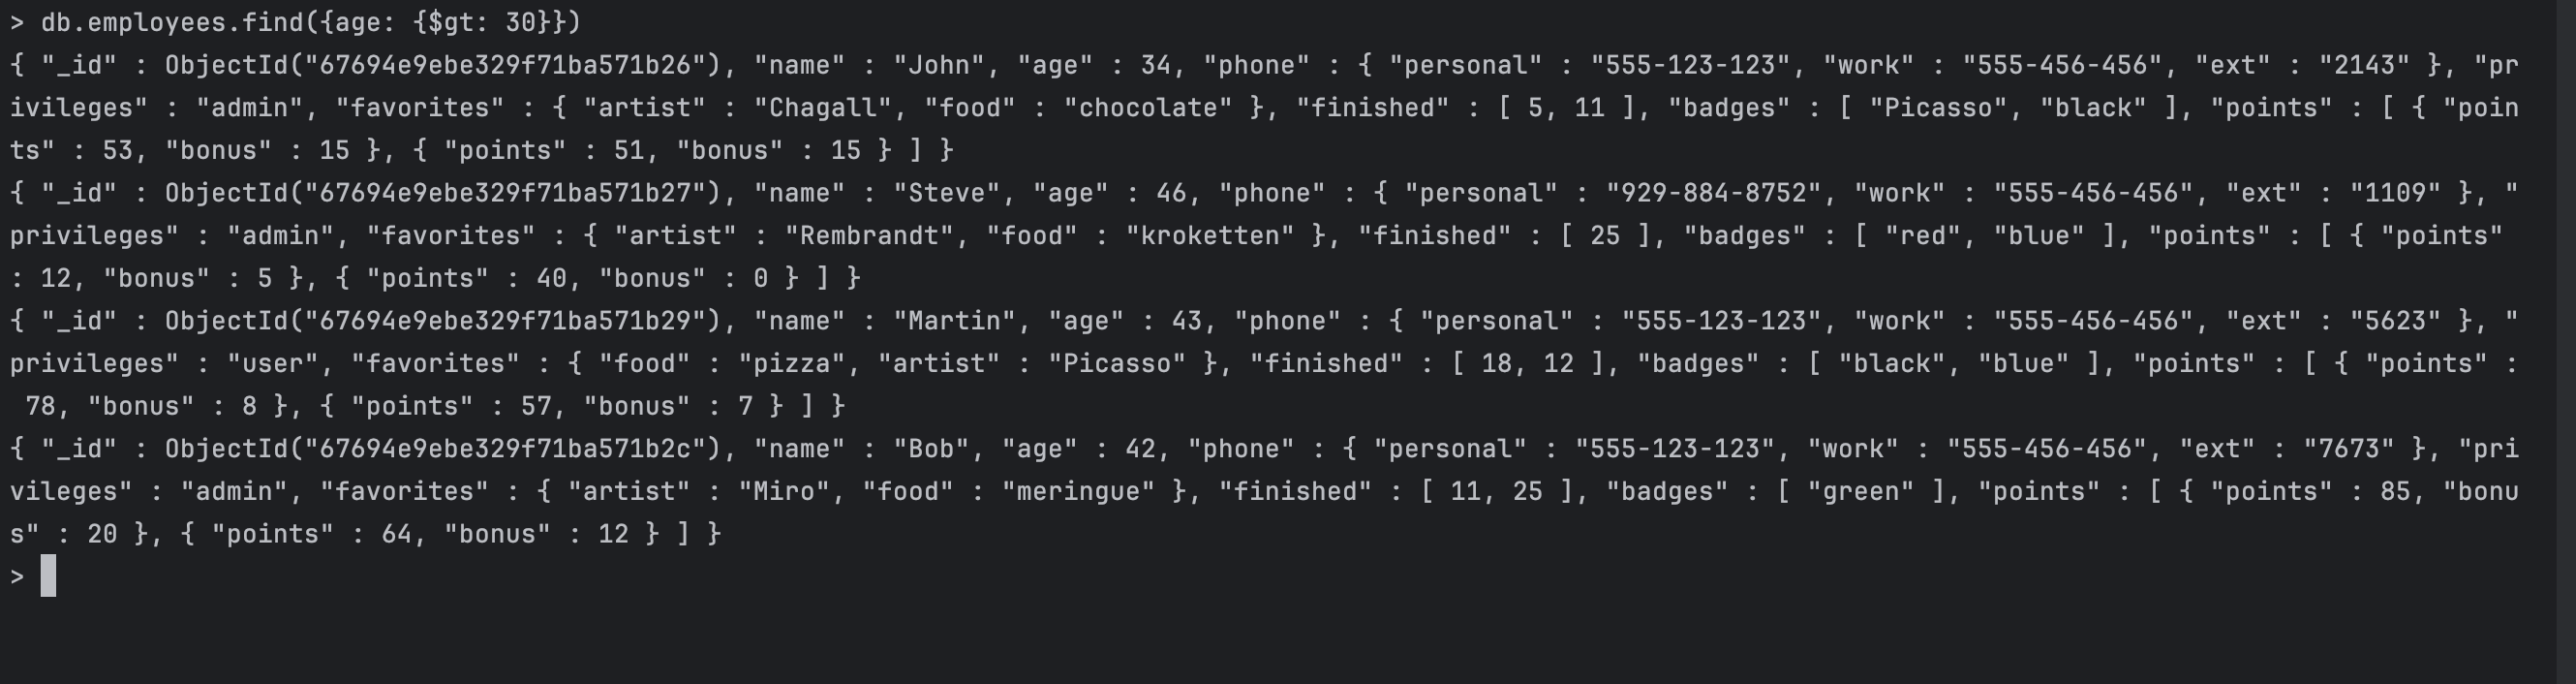 > db.employees.find({age: {$gt: 30}})
{ "_id" : ObjectId("67694e9ebe329f71ba571b26"), "name" : "John", "age" : 34, "phone" : { "personal" : "555-123-123", "work" : "555-456-456", "ext" : "2143" }, "pr
ivileges" : "admin", "favorites" : { "artist" : "Chagall", "food" : "chocolate" }, "finished" : [ 5, 11 ], "badges" : [ "Picasso", "black" ], "points" : [ { "poin
ts" : 53, "bonus" : 15 }, { "points" : 51, "bonus" : 15 } ] }
{ "_id" : ObjectId("67694e9ebe329f71ba571b27"), "name" : "Steve", "age" : 46, "phone" : { "personal" : "929-884-8752", "work" : "555-456-456", "ext" : "1109" }, "
privileges" : "admin", "favorites" : { "artist" : "Rembrandt", "food" : "kroketten" }, "finished" : [ 25 ], "badges" : [ "red", "blue" ], "points" : [ { "points"
: 12, "bonus" : 5 }, { "points" : 40, "bonus" : 0 } ] }
{ "_id" : ObjectId("67694e9ebe329f71ba571b29"), "name" : "Martin", "age" : 43, "phone" : { "personal" : "555-123-123", "work" : "555-456-456", "ext" : "5623" }, "
privileges" : "user", "favorites" : { "food" : "pizza", "artist" : "Picasso" }, "finished" : [ 18, 12 ], "badges" : [ "black", "blue" ], "points" : [ { "points" :
 78, "bonus" : 8 }, { "points" : 57, "bonus" : 7 } ] }
{ "_id" : ObjectId("67694e9ebe329f71ba571b2c"), "name" : "Bob", "age" : 42, "phone" : { "personal" : "555-123-123", "work" : "555-456-456", "ext" : "7673" }, "pri
vileges" : "admin", "favorites" : { "artist" : "Miro", "food" : "meringue" }, "finished" : [ 11, 25 ], "badges" : [ "green" ], "points" : [ { "points" : 85, "bonu
s" : 20 }, { "points" : 64, "bonus" : 12 } ] }
>